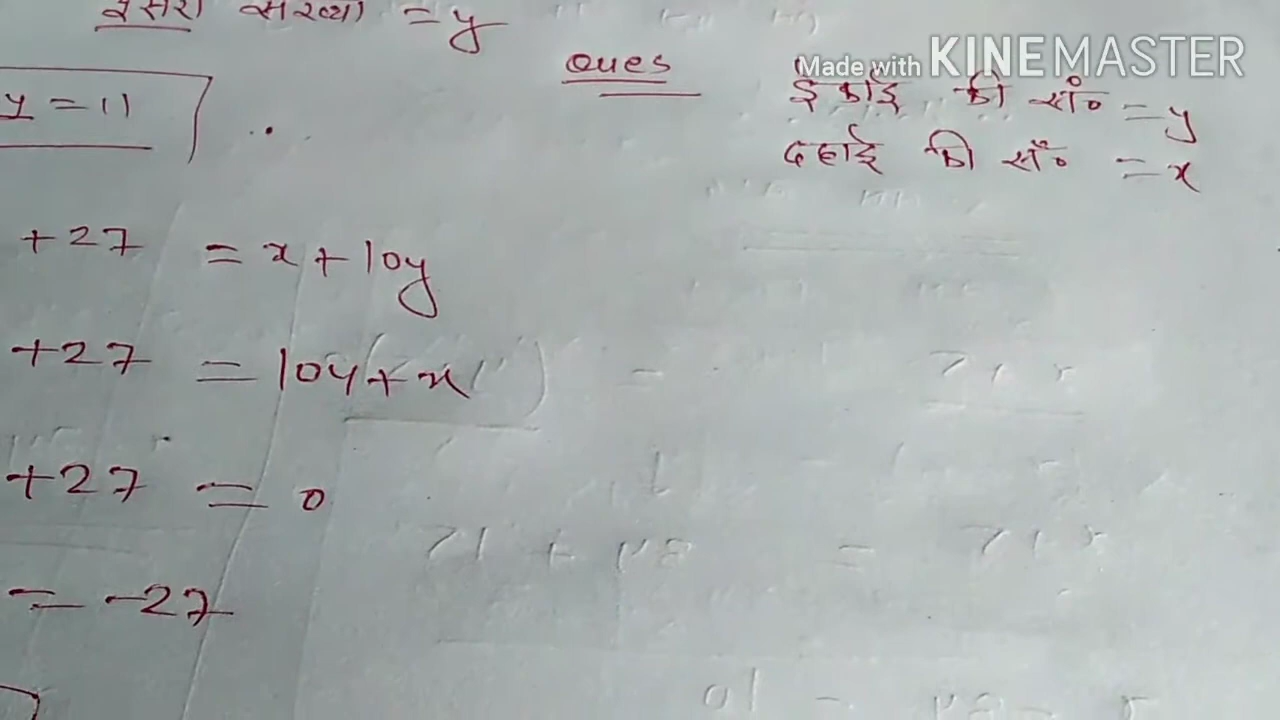 दूसरी संख्या = y
Ques
Made with KINEMASTER
इकाई की सं० = y
y = 11
दहाई की सं० = x
+27 = x + 10y
+27 = 10y + x
+27 = 0
= -27